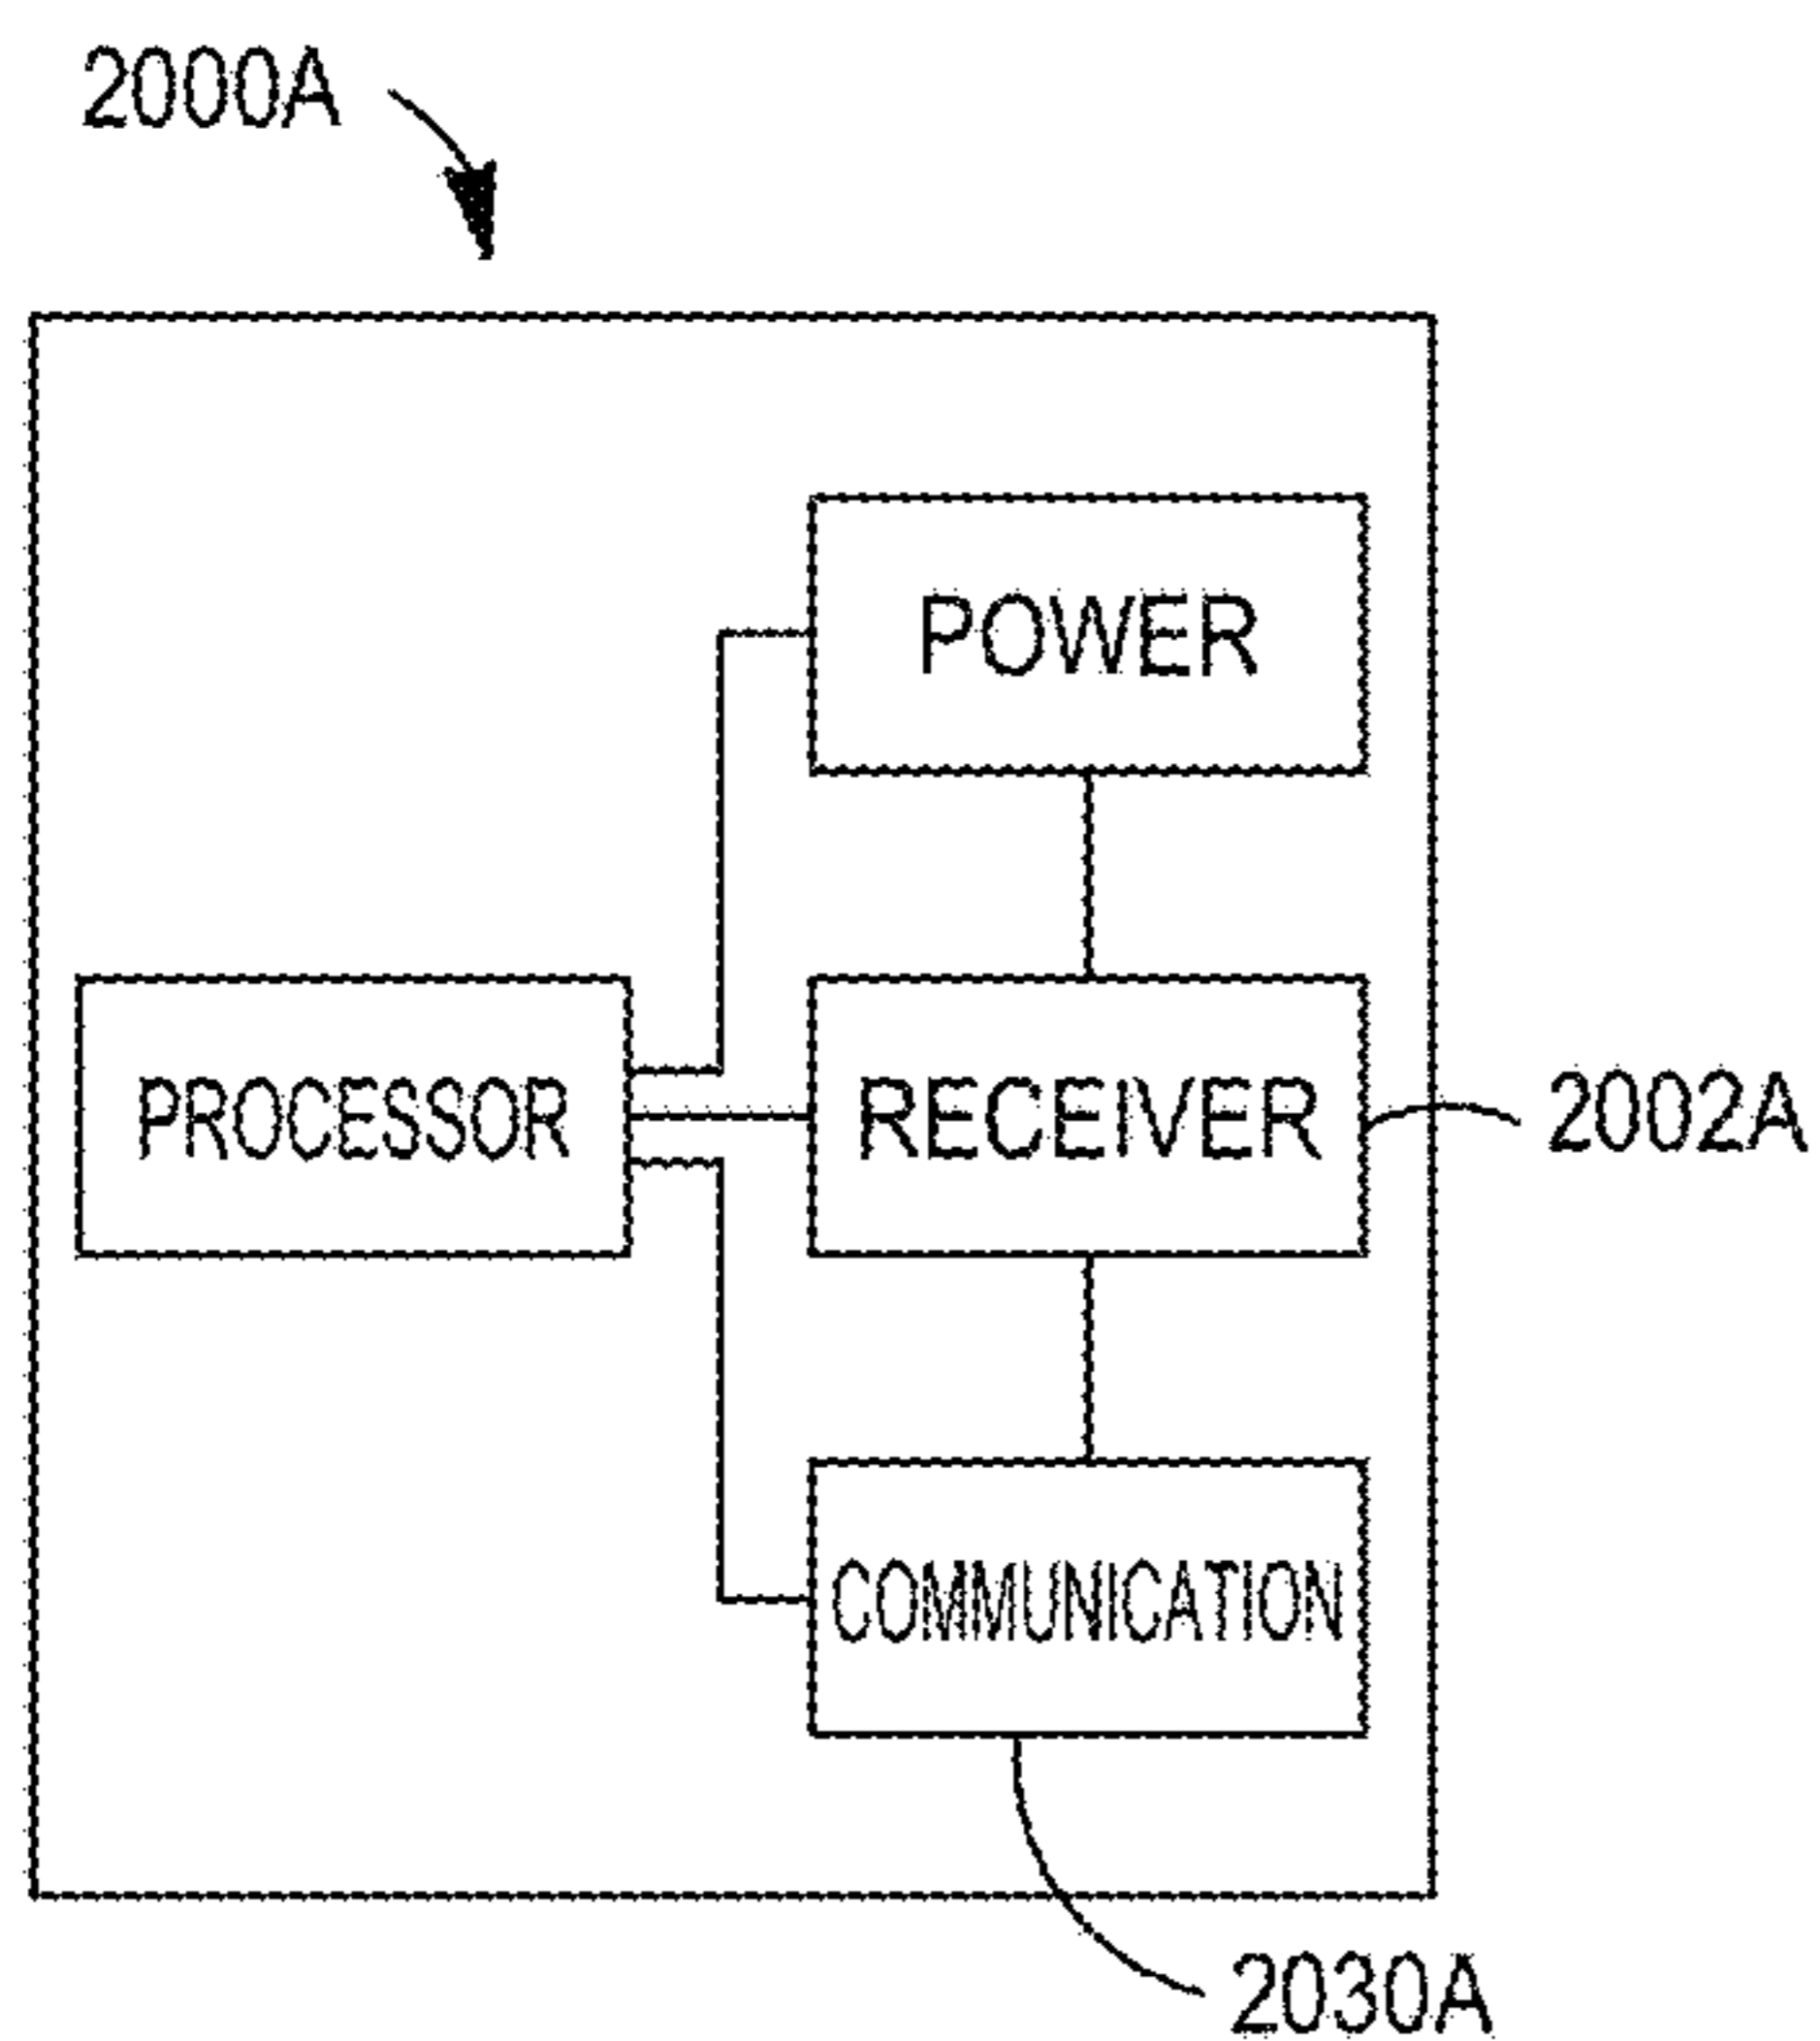 2000A
POWER
PROCESSOR
RECEIVER
2002A
COMMUNICATION
2030A